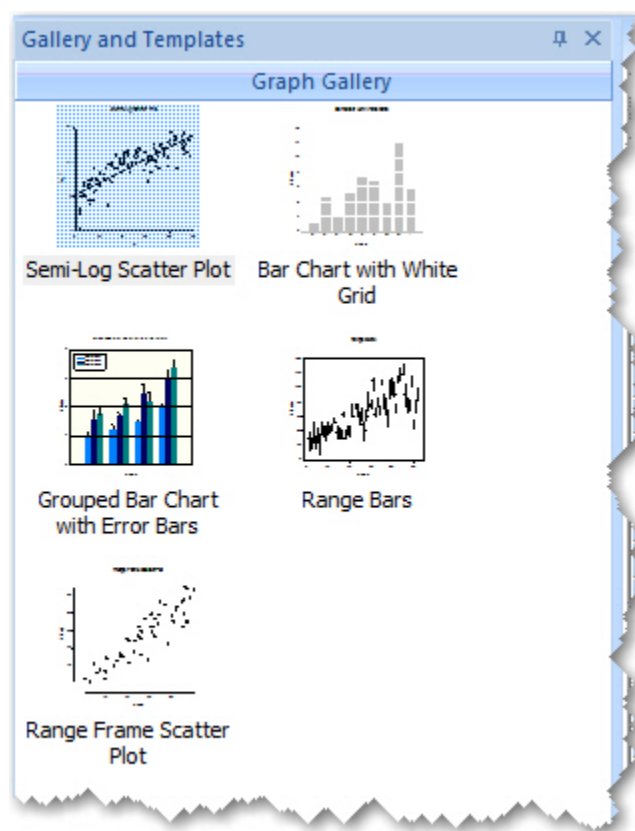 Gallery and Templates
Graph Gallery
Semi-Log Scatter Plot
Bar Chart with White
Grid
Grouped Bar Chart
with Error Bars
Range Bars
Range Frame Scatter
Plot